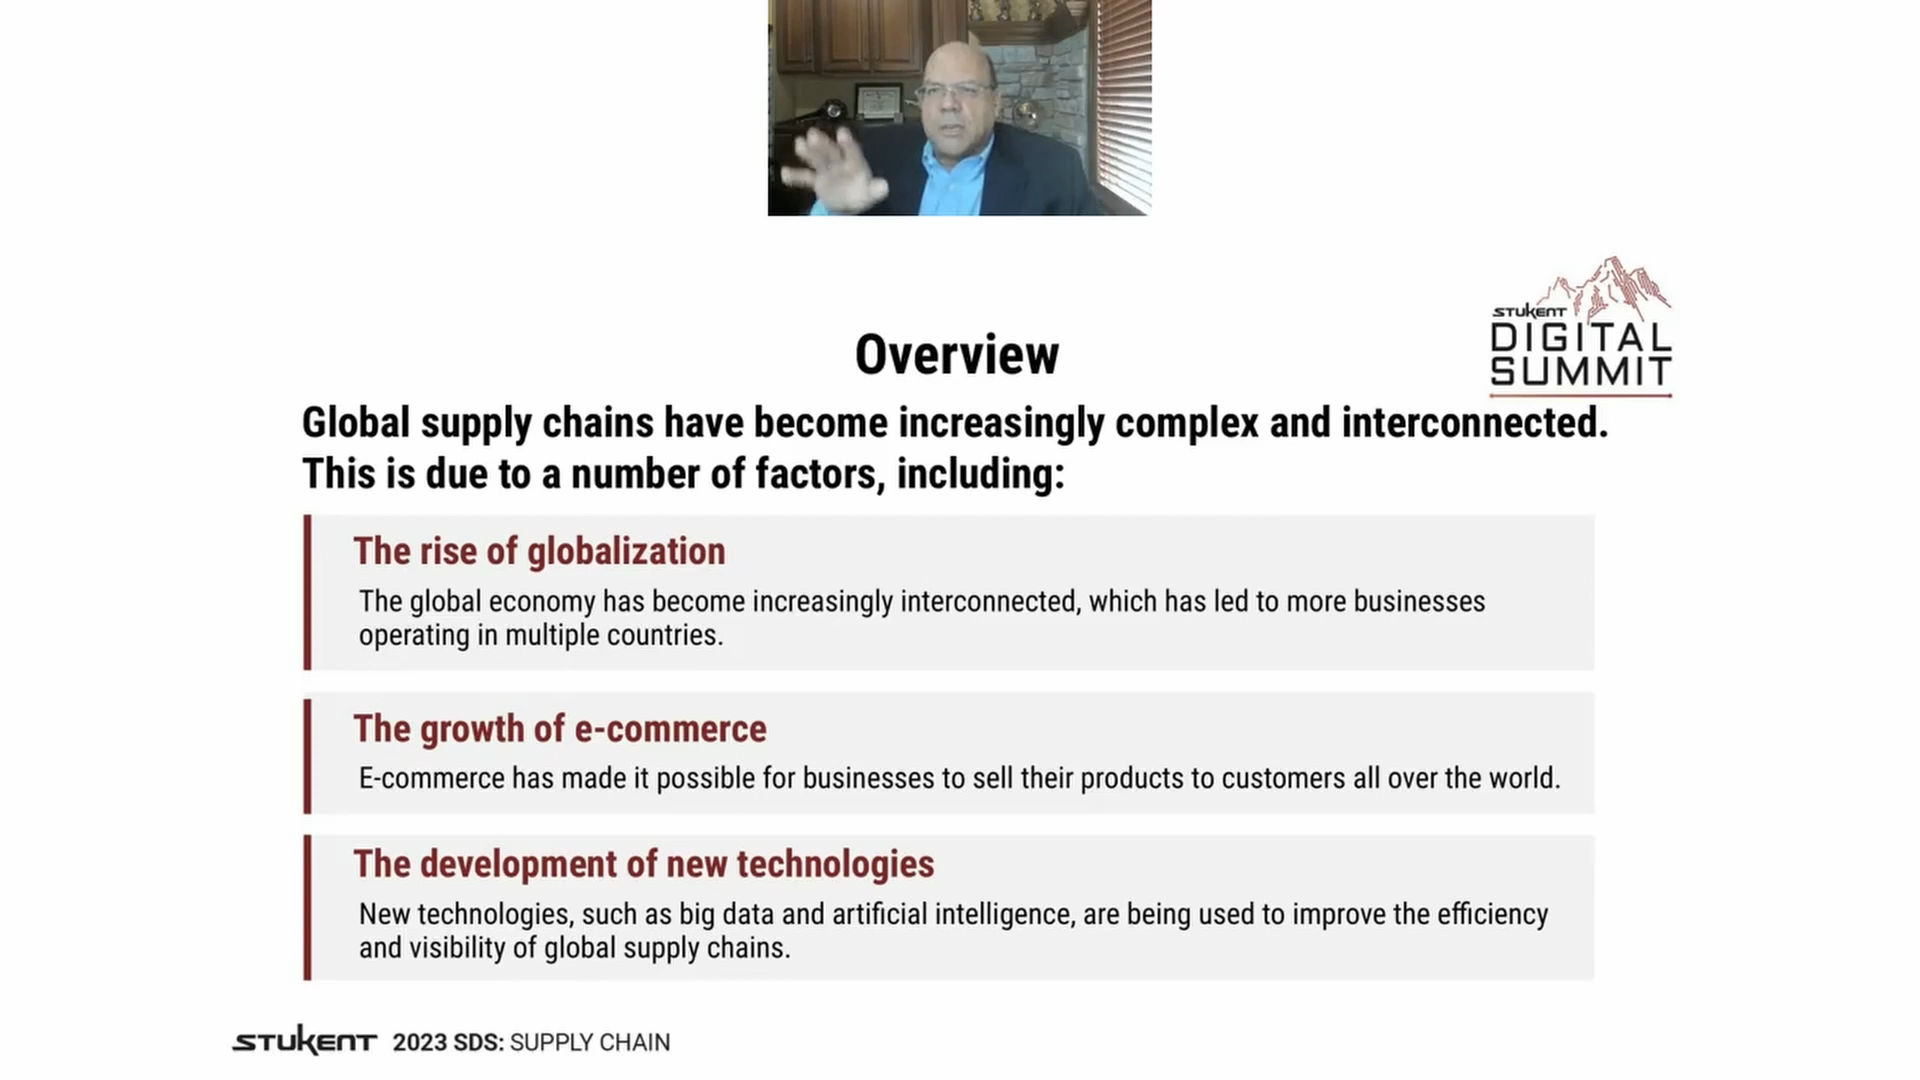 STUKENT
DIGITAL
SUMMIT
Overview
Global supply chains have become increasingly complex and interconnected.
This is due to a number of factors, including:
The rise of globalization
The global economy has become increasingly interconnected, which has led to more businesses
operating in multiple countries.
The growth of e-commerce
E-commerce has made it possible for businesses to sell their products to customers all over the world.
The development of new technologies
New technologies, such as big data and artificial intelligence, are being used to improve the efficiency
and visibility of global supply chains.
STUKENT 2023 SDS: SUPPLY CHAIN